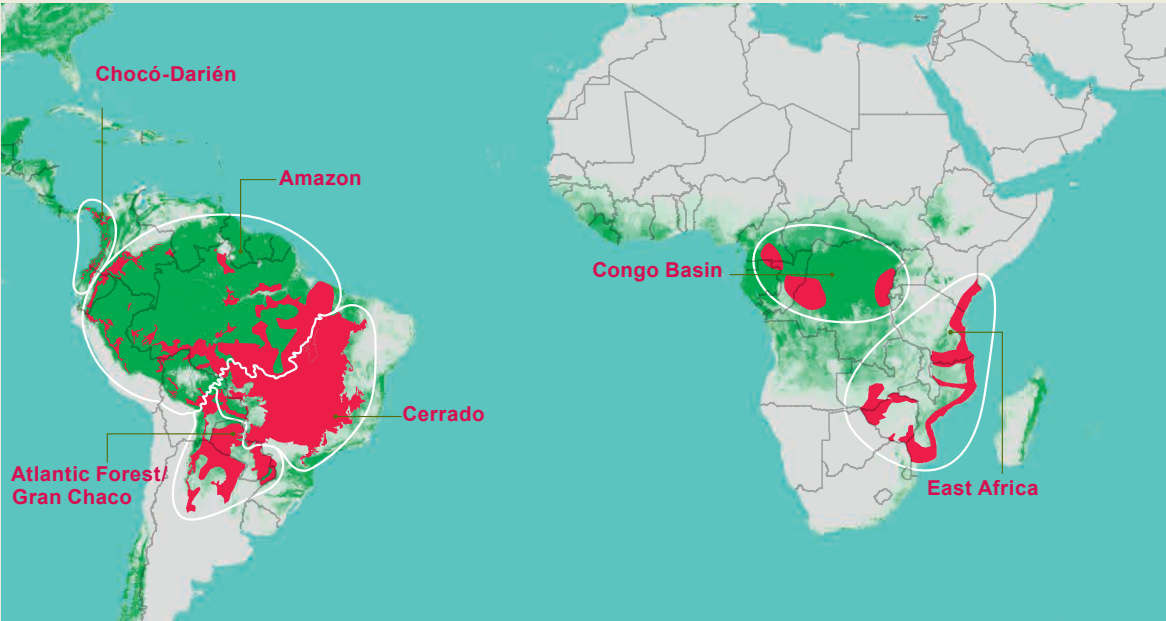 Chocó-Darién
Amazon
Congo Basin
Cerrado
Atlantic Forest/
Gran Chaco
East Africa